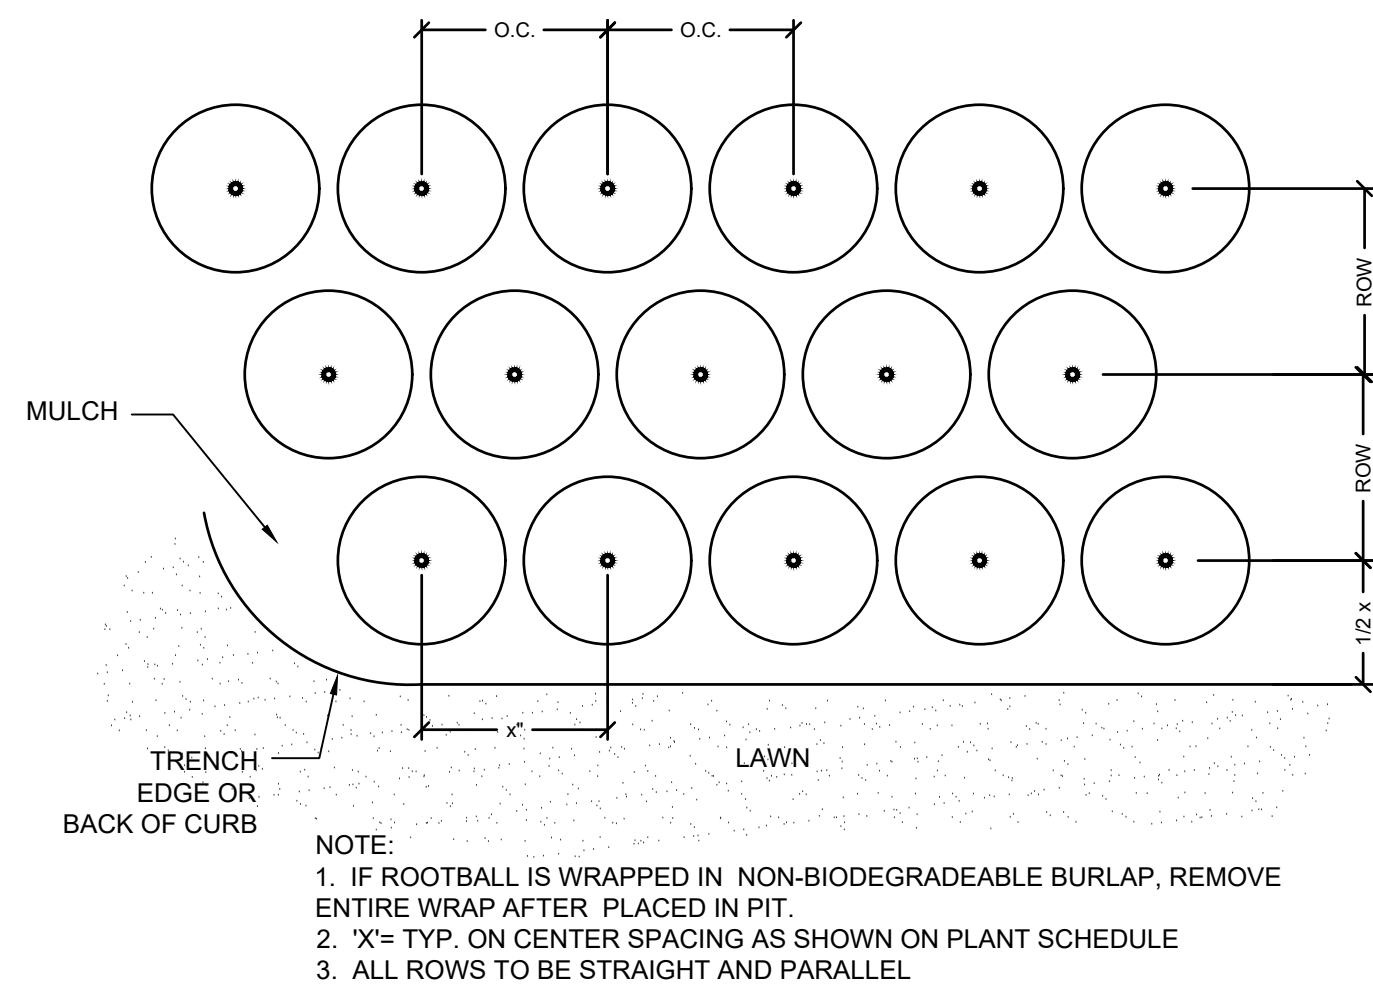 O.C. O.C.
ROW
MULCH
ROW
1/2 x
x"
LAWN
TRENCH
EDGE OR
BACK OF CURB
NOTE:
1. IF ROOTBALL IS WRAPPED IN NON-BIODEGRADEABLE BURLAP, REMOVE
ENTIRE WRAP AFTER PLACED IN PIT.
2. 'X'= TYP. ON CENTER SPACING AS SHOWN ON PLANT SCHEDULE
3. ALL ROWS TO BE STRAIGHT AND PARALLEL